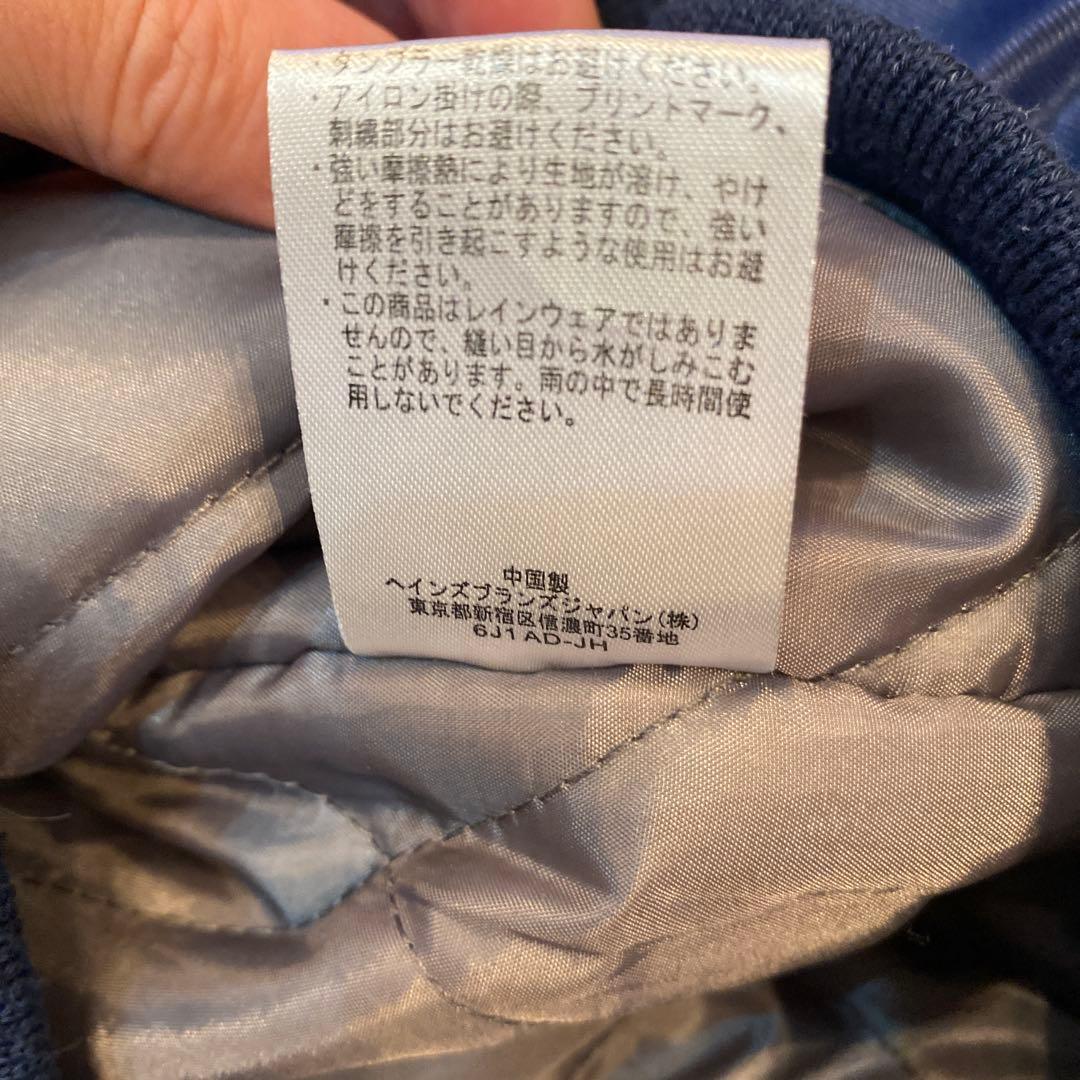 ・タンブラー乾燥はお避けください。
・アイロン掛けの際、プリントマーク、
刺繍部分はお避けください。
・強い摩擦熱により生地が溶け、やけ
どをすることがありますので、強い
摩擦を引き起こすような使用はお避
けください。
・この商品はレインウェアではありま
せんので、縫い目から水がしみこむ
ことがあります。雨の中で長時間使
用しないでください。
中国製
ヘインズブランズジャパン(株)
東京都新宿区信濃町35番地
6J1AD-JH